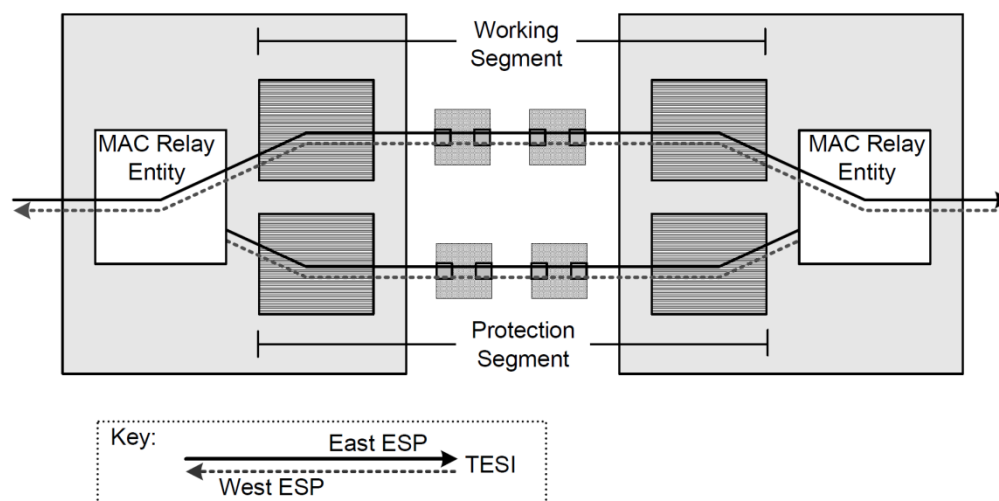 Working
Segment
MAC Relay
Entity
MAC Relay
Entity
Protection
Segment
Key:
East ESP
TESI
West ESP